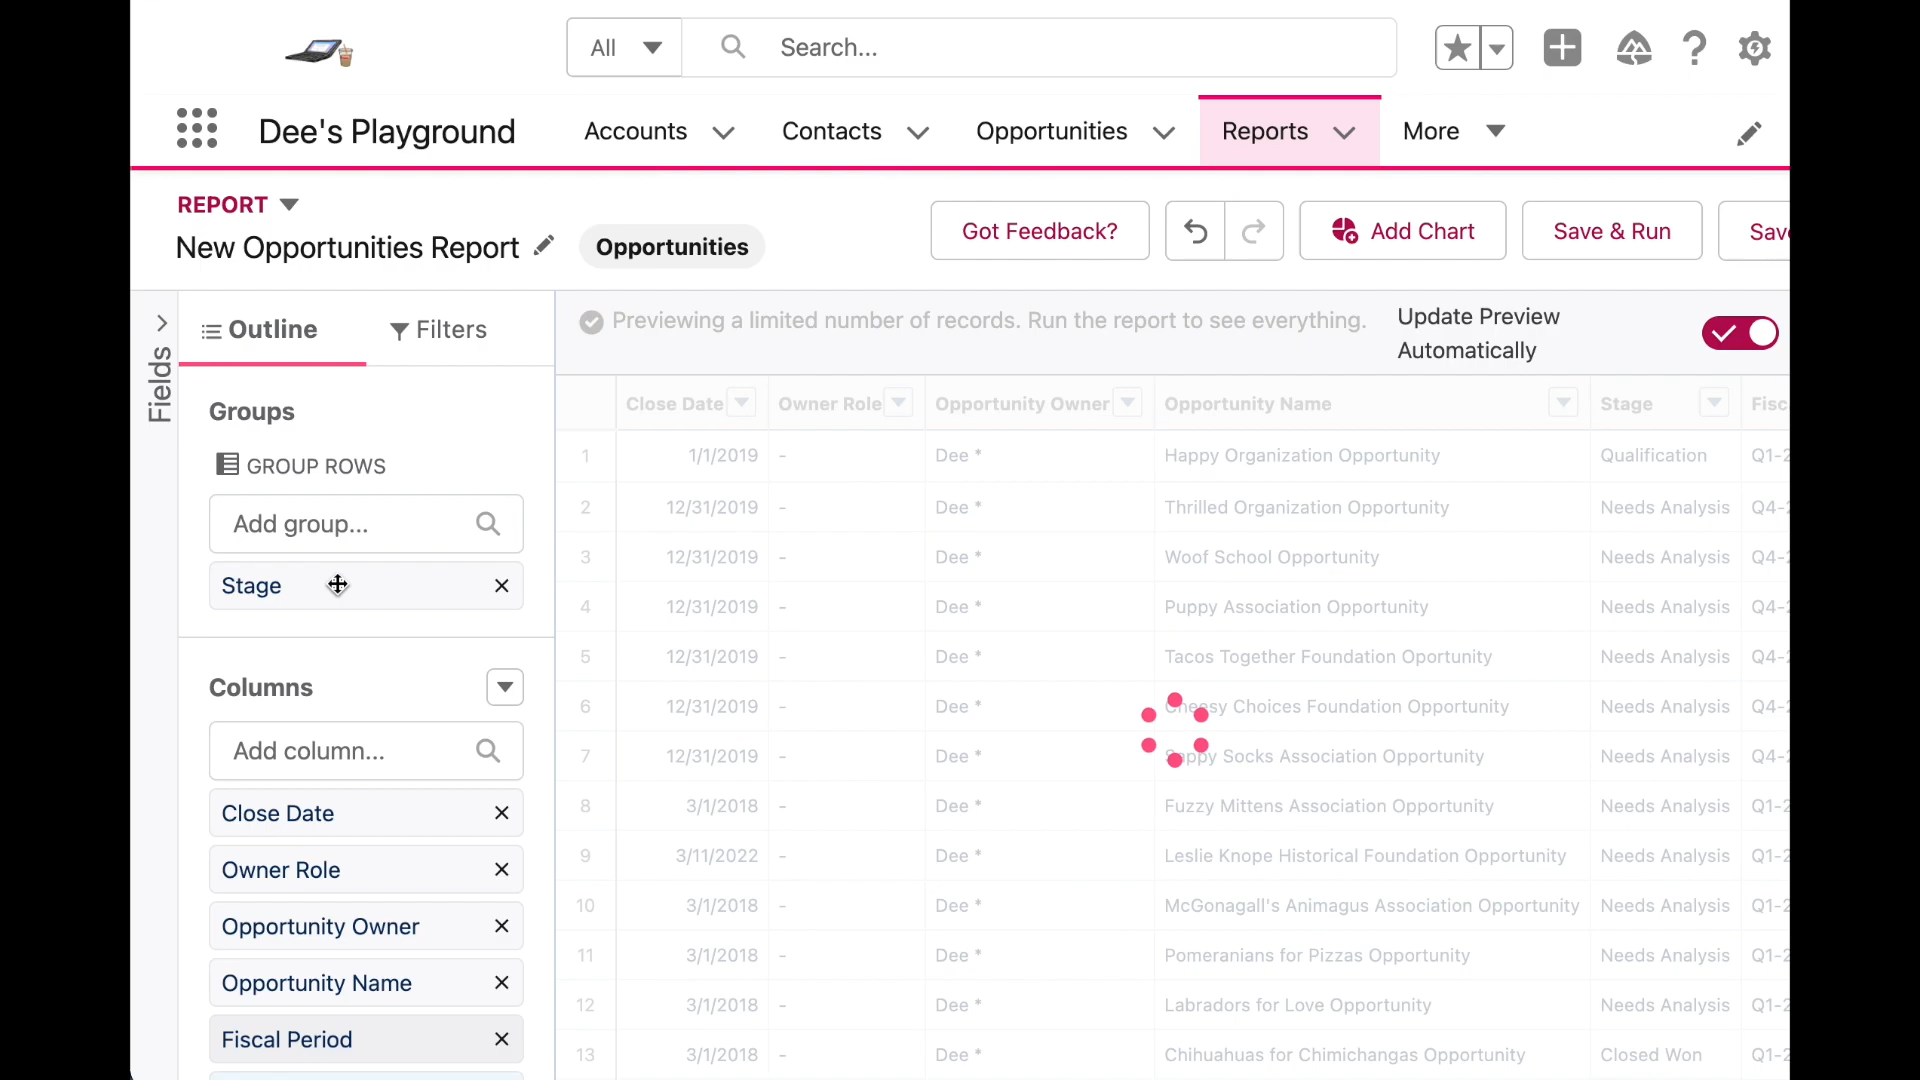 All
Search...
Dee's Playground
Accounts
Contacts
Opportunities
Reports
More
REPORT
New Opportunities Report
Opportunities
Got Feedback?
Add Chart
Save & Run
Fields
Outline
Filters
Previewing a limited number of records. Run the report to see everything.
Update Preview
Automatically
Groups
GROUP ROWS
Add group...
Stage
Columns
Add column...
Close Date
Owner Role
Opportunity Owner
Opportunity Name
Fiscal Period
Close Date Owner Role Opportunity Owner Opportunity Name Stage
1 1/1/2019 - Dee * Happy Organization Opportunity Qualification
2 12/31/2019 - Dee * Thrilled Organization Opportunity Needs Analysis
3 12/31/2019 - Dee * Woof School Opportunity Needs Analysis
4 12/31/2019 - Dee * Puppy Association Opportunity Needs Analysis
5 12/31/2019 - Dee * Tacos Together Foundation Oportunity Needs Analysis
6 12/31/2019 - Dee * Cheesy Choices Foundation Opportunity Needs Analysis
7 12/31/2019 - Dee * Socks Association Opportunity Needs Analysis
8 3/1/2018 - Dee * Fuzzy Mittens Association Opportunity Needs Analysis
9 3/11/2022 - Dee * Leslie Knope Historical Foundation Opportunity Needs Analysis
10 3/1/2018 - Dee * McGonagall's Animagus Association Opportunity Needs Analysis
11 3/1/2018 - Dee * Pomeranians for Pizzas Opportunity Needs Analysis
12 3/1/2018 - Dee * Labradors for Love Opportunity Needs Analysis
13 3/1/2018 - Dee * Chihuahuas for Chimichangas Opportunity Closed Won